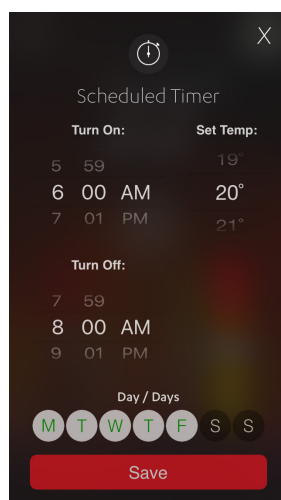 X
Scheduled Timer
Turn On: Set Temp:
5 59 19°
6 00 AM 20°
7 01 PM 21°
Turn Off:
7 59
8 00 AM
9 01 PM
Day / Days
M T W T F S S
Save